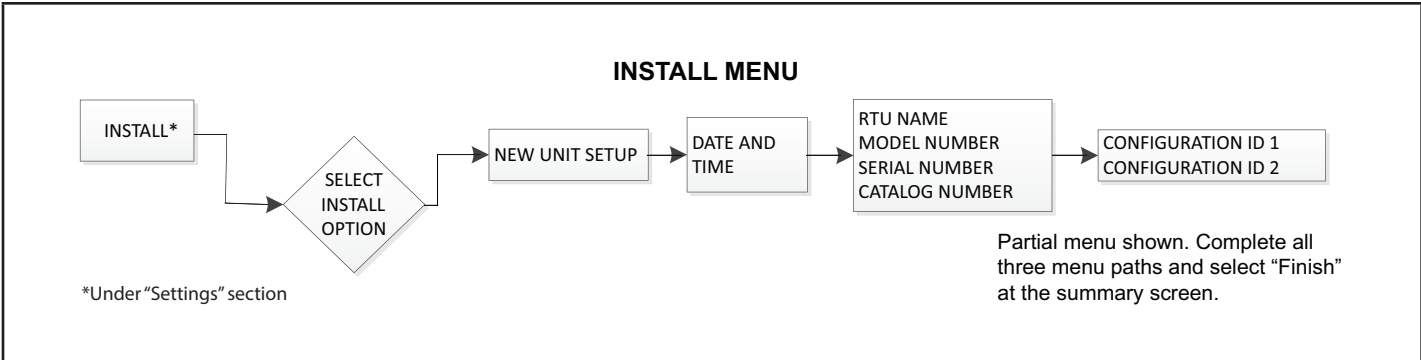 INSTALL MENU
INSTALL*
SELECT
INSTALL
OPTION
NEW UNIT SETUP
DATE AND
TIME
RTU NAME
MODEL NUMBER
SERIAL NUMBER
CATALOG NUMBER
CONFIGURATION ID 1
CONFIGURATION ID 2
Partial menu shown. Complete all
three menu paths and select “Finish”
at the summary screen.
*Under “Settings” section